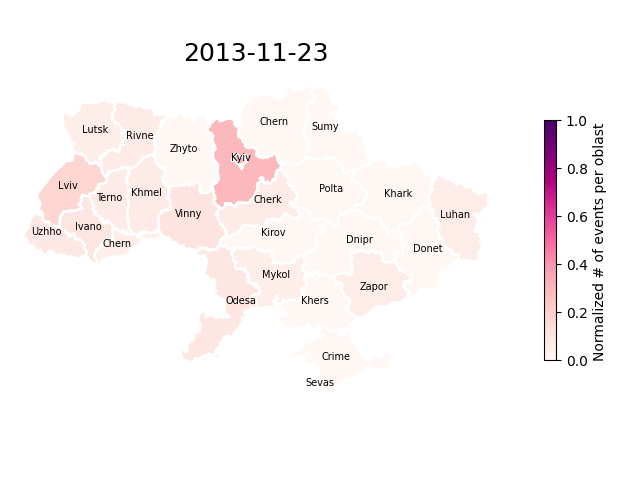 2013-11-23
Chern
Sumy
Lutsk
Rivne
Zhyto
Kyiv
Lviv
Terno
Khmel
Cherk
Polta
Khark
Luhan
Vinny
Uzhho
Ivano
Chern
Kirov
Dnipr
Donet
Mykol
Zapor
Odesa
Khers
Crime
Sevas
1.0
0.8
0.6
0.4
0.2
0.0
Normalized # of events per oblast